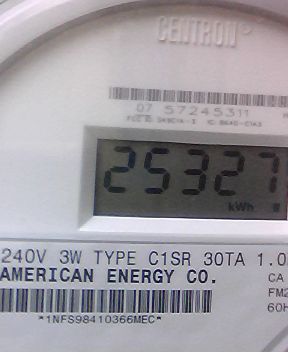 CENTRON®
07 57245311
25327
kWh
240V 3W TYPE C1SR 30TA 1.0
AMERICAN ENERGY CO.
CA
FM2
60H
*1NFS98410366MEC*